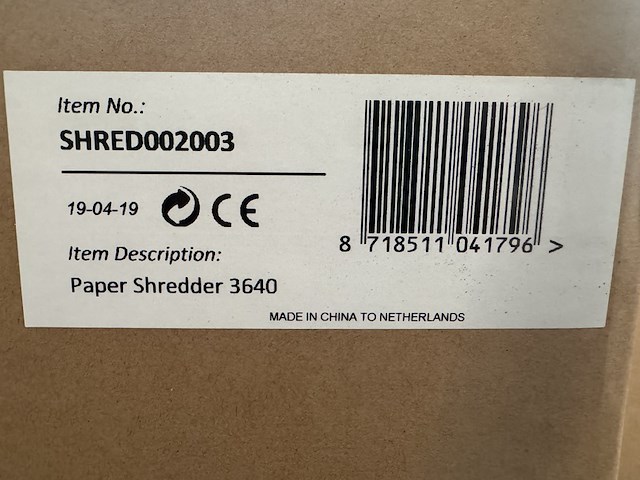 Item No.:
SHRED002003
19-04-19 CE
Item Description:
Paper Shredder 3640
8 718511 041796 >
MADE IN CHINA TO NETHERLANDS